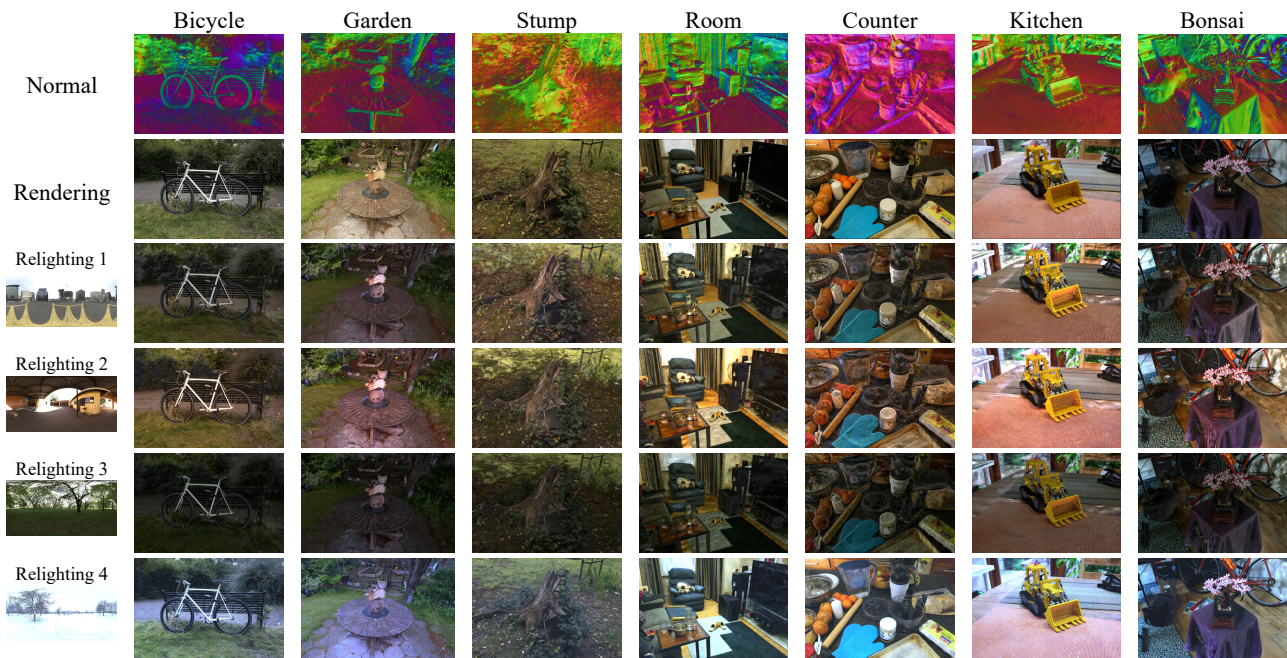 Bicycle Garden Stump Room Counter Kitchen Bonsai
Normal
Rendering
Relighting 1
Relighting 2
Relighting 3
Relighting 4